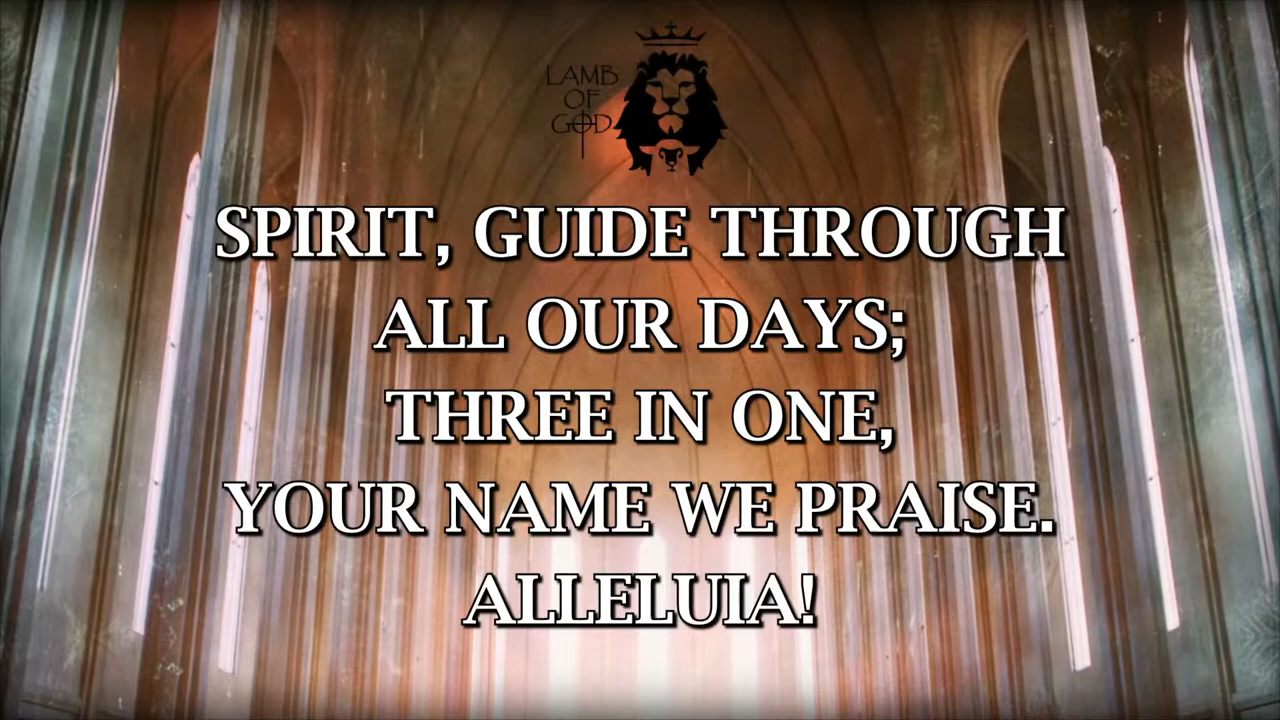 LAMB
OF
GOD
SPIRIT, GUIDE THROUGH
ALL OUR DAYS;
THREE IN ONE,
YOUR NAME WE PRAISE.
ALLELUIA!